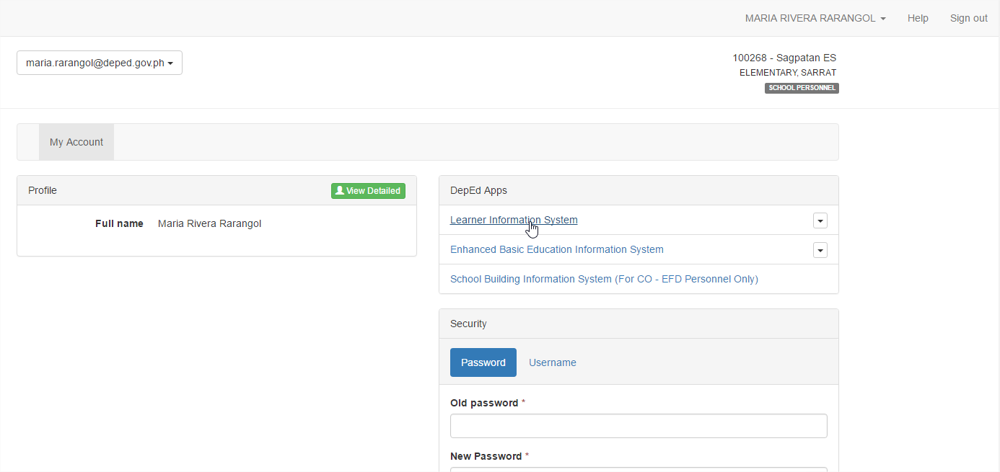 MARIA RIVERA RARANGOL Help Sign out
maria.rarangol@deped.gov.ph
100268 - Sagpatan ES
ELEMENTARY, SARRAT
SCHOOL PERSONNEL
My Account
Profile View Detailed
Full name Maria Rivera Rarangol
DepEd Apps
Learner Information System
Enhanced Basic Education Information System
School Building Information System (For CO - EFD Personnel Only)
Security
Password Username
Old password *
New Password *